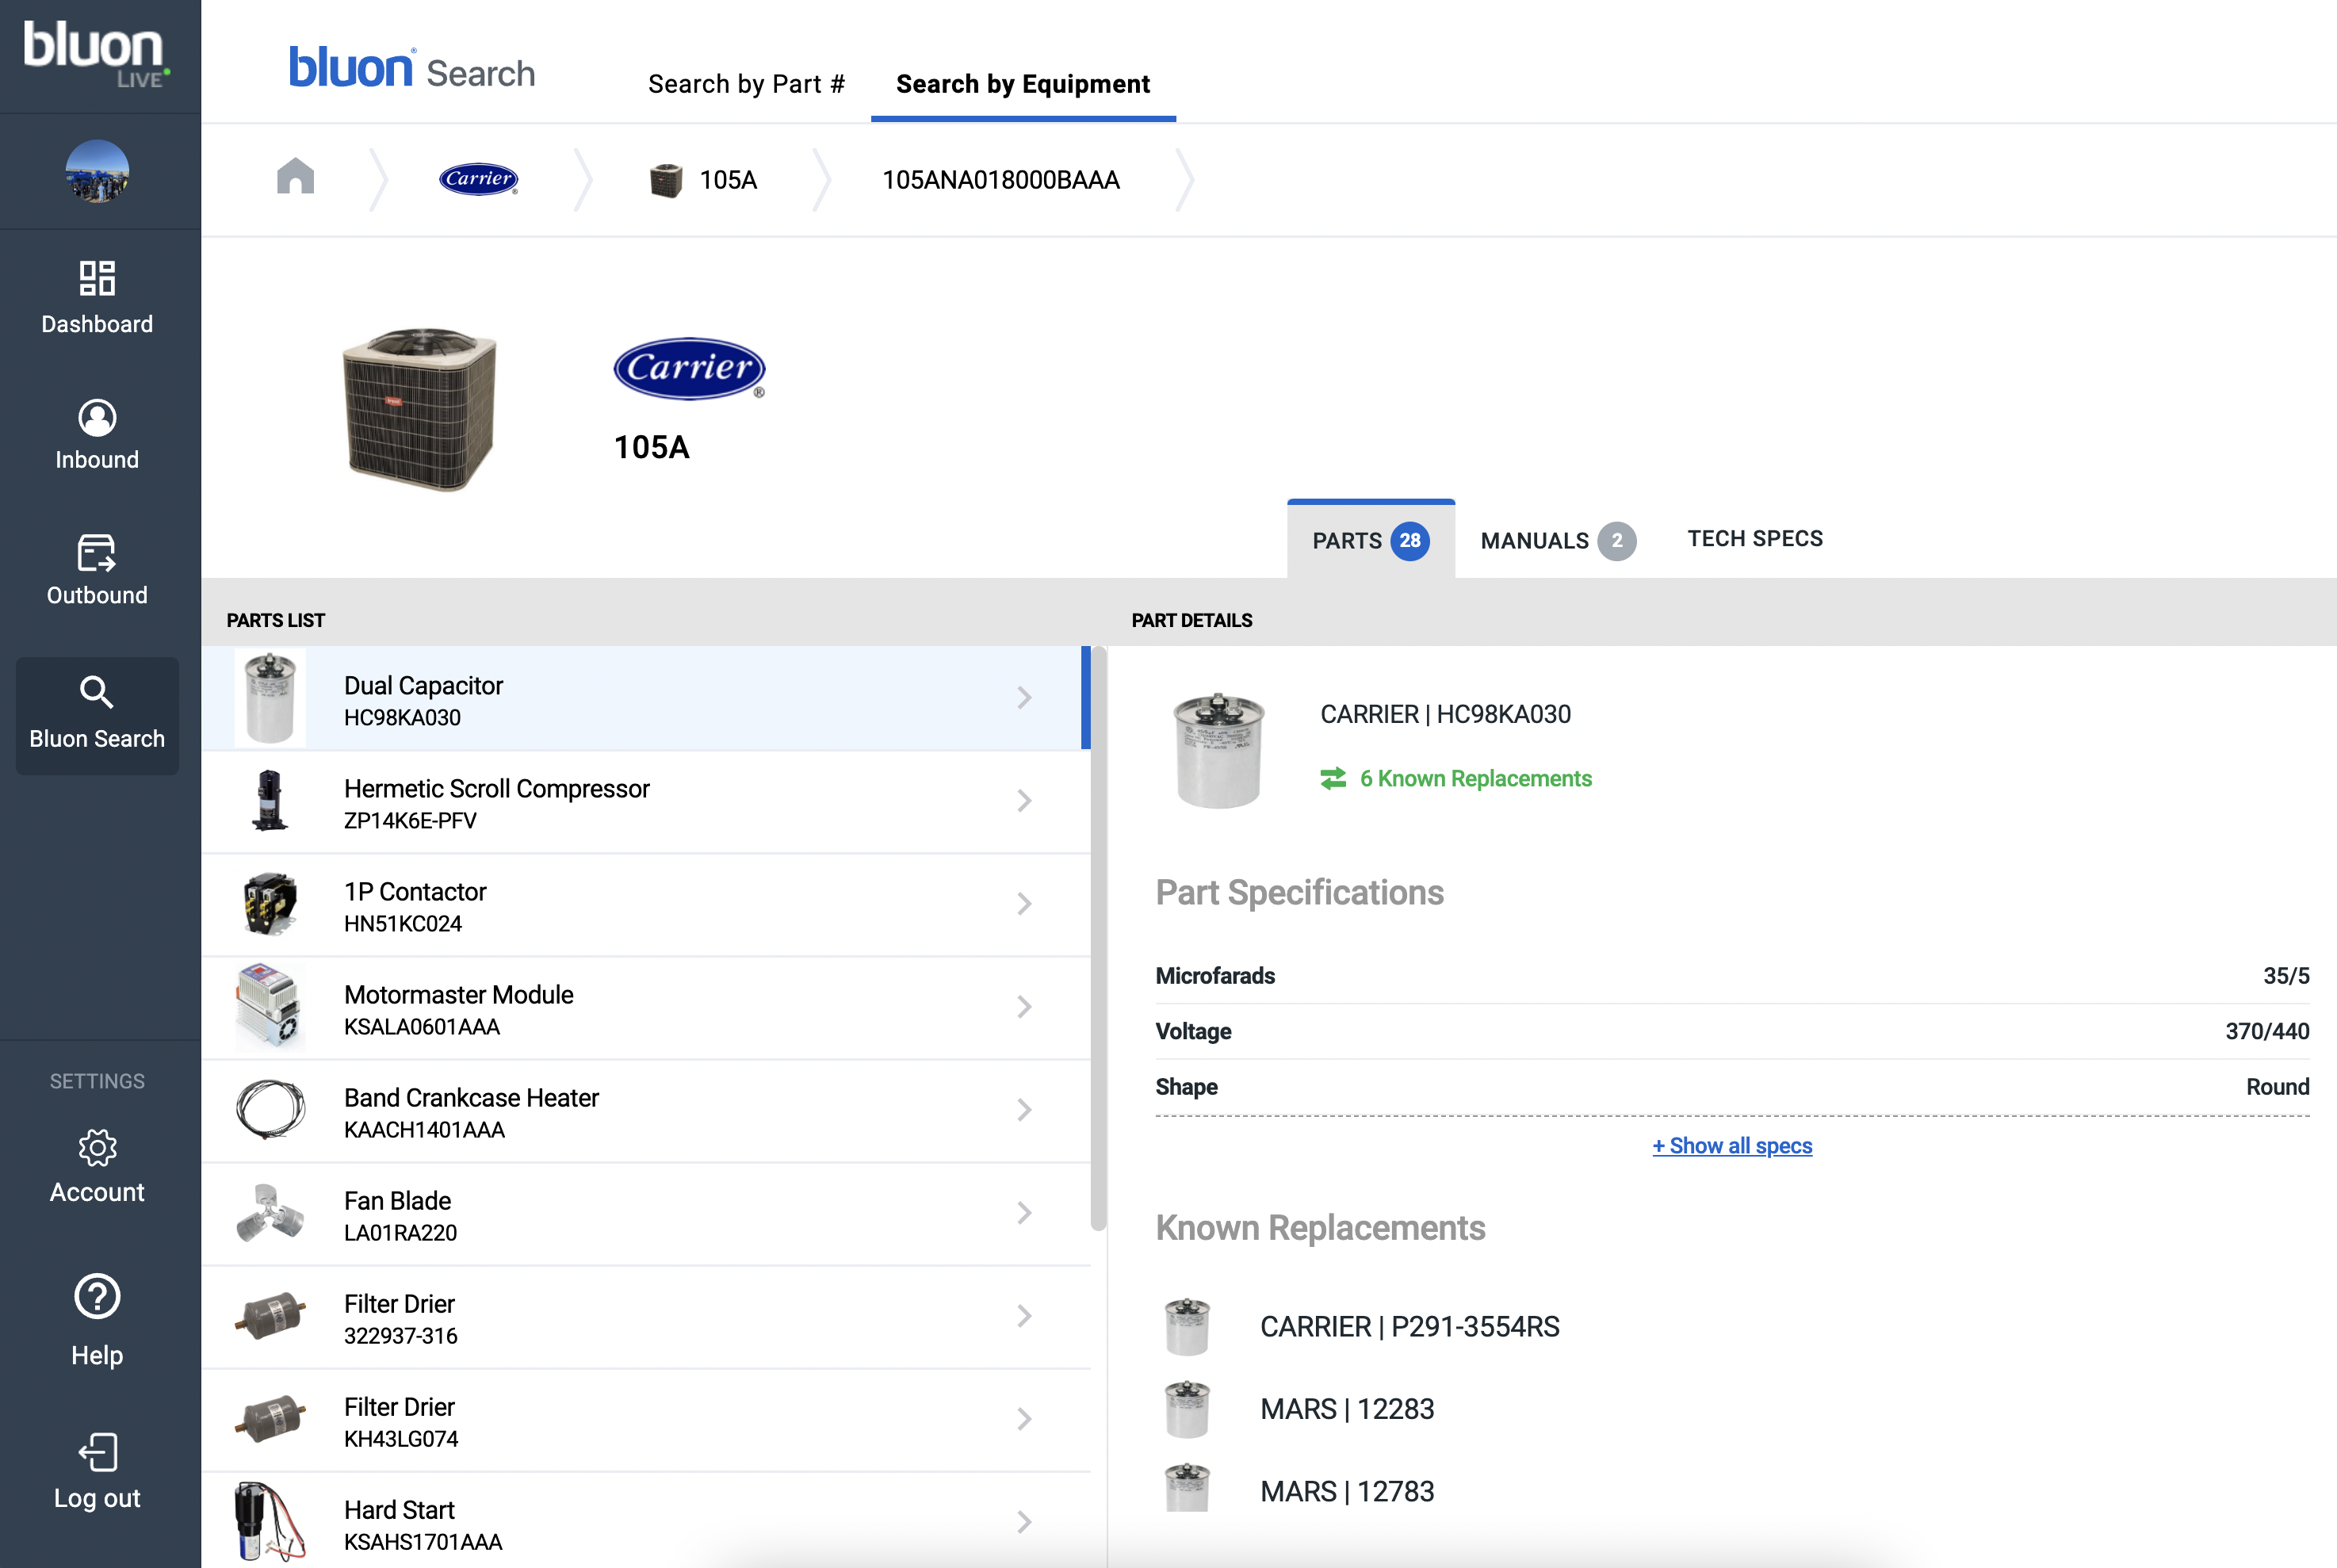 bluon
LIVE
Dashboard
Inbound
Outbound
Bluon Search
SETTINGS
Account
Help
Log out
bluon® Search
Search by Part #
Search by Equipment
Carrier
®
105A
105ANA018000BAAA
Carrier
®
105A
PARTS 28
MANUALS 2
TECH SPECS
PARTS LIST
Dual Capacitor
HC98KA030
Hermetic Scroll Compressor
ZP14K6E-PFV
1P Contactor
HN51KC024
Motormaster Module
KSALA0601AAA
Band Crankcase Heater
KAACH1401AAA
Fan Blade
LA01RA220
Filter Drier
322937-316
Filter Drier
KH43LG074
Hard Start
KSAHS1701AAA
PART DETAILS
CARRIER | HC98KA030
6 Known Replacements
Part Specifications
Microfarads 35/5
Voltage 370/440
Shape Round
+ Show all specs
Known Replacements
CARRIER | P291-3554RS
MARS | 12283
MARS | 12783